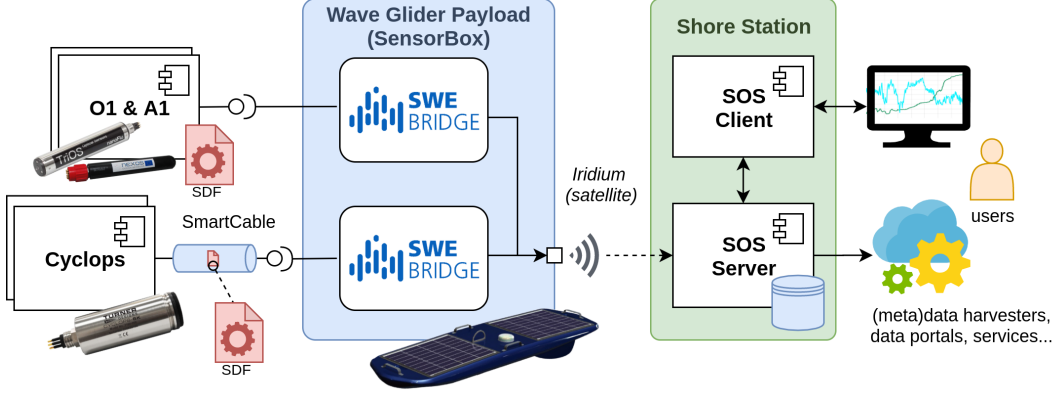 Wave Glider Payload
(SensorBox)
Shore Station
O1 & A1
TriOS
NEXOS
SDF
SWE
BRIDGE
SOS
Client
Iridium
(satellite)
users
SmartCable
Cyclops
SWE
BRIDGE
SOS
Server
TURNER
SDF
(meta)data harvesters,
data portals, services...